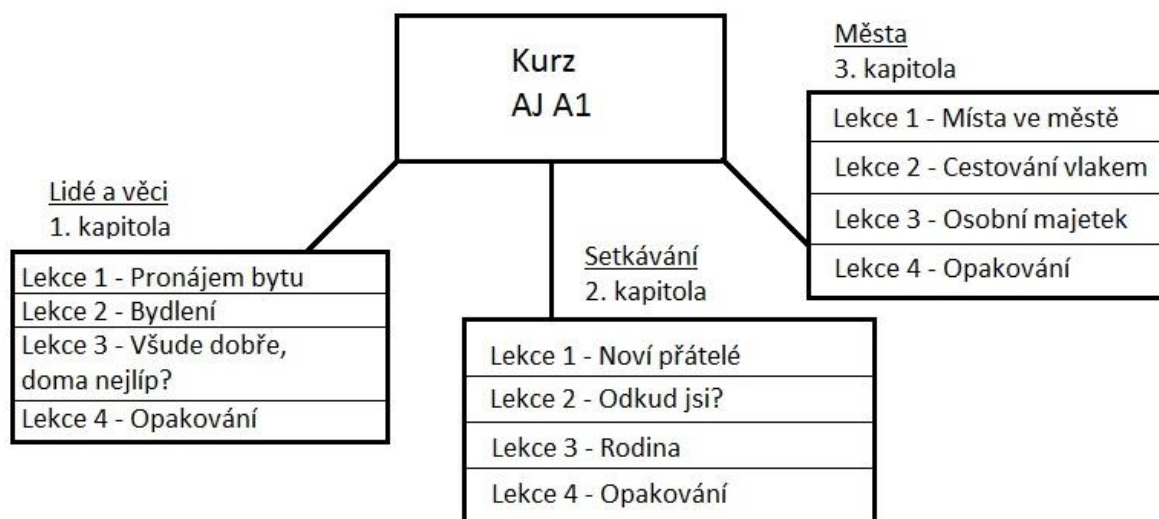 Kurz
AJ A1
Lidé a věci
1. kapitola
Lekce 1 - Pronájem bytu
Lekce 2 - Bydlení
Lekce 3 - Všude dobře,
doma nejlíp?
Lekce 4 - Opakování
Setkávání
2. kapitola
Lekce 1 - Noví přátelé
Lekce 2 - Odkud jsi?
Lekce 3 - Rodina
Lekce 4 - Opakování
Města
3. kapitola
Lekce 1 - Místa ve městě
Lekce 2 - Cestování vlakem
Lekce 3 - Osobní majetek
Lekce 4 - Opakování